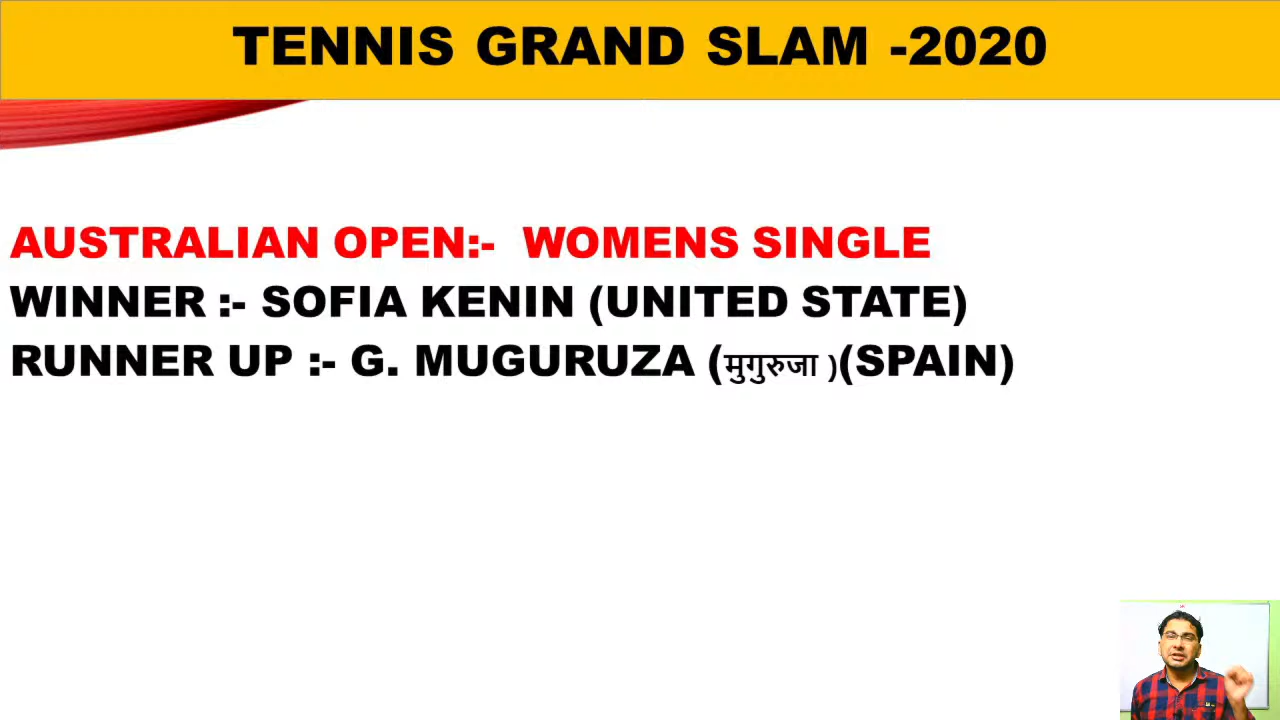 TENNIS GRAND SLAM -2020
AUSTRALIAN OPEN:- WOMENS SINGLE
WINNER :- SOFIA KENIN (UNITED STATE)
RUNNER UP :- G. MUGURUZA (मुगुरुजा )(SPAIN)